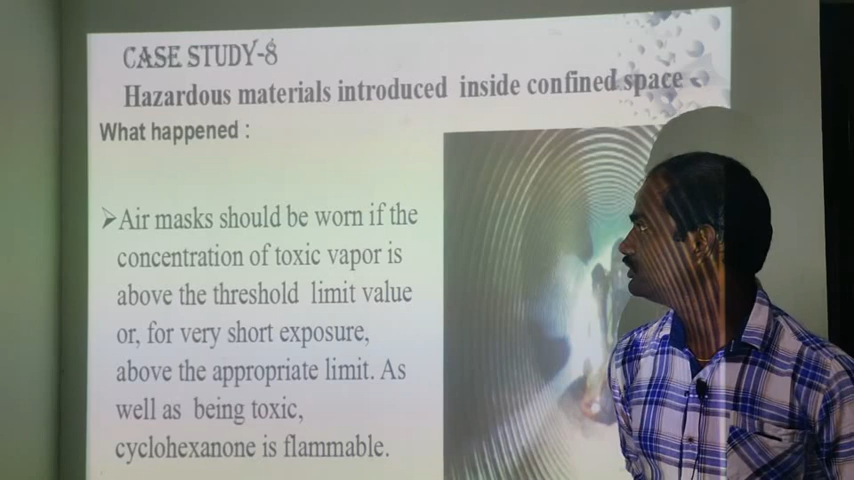 CASE STUDY-8
Hazardous materials introduced inside confined space
What happened :
➢Air masks should be worn if the
concentration of toxic vapor is
above the threshold limit value
or, for very short exposure,
above the appropriate limit. As
well as being toxic,
cyclohexanone is flammable.